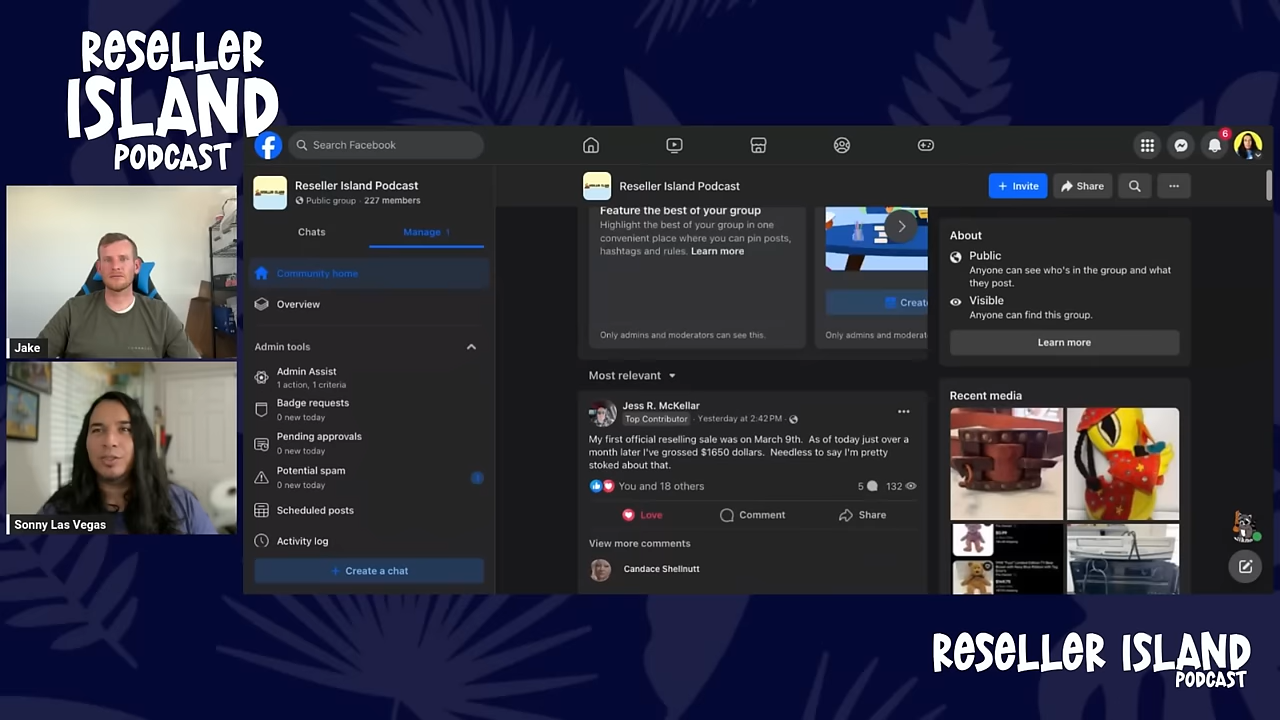 RESELLER
ISLAND
PODCAST
Jake
Sonny Las Vegas
Search Facebook
6
Reseller Island Podcast
Public group · 227 members
Chats
Manage 1
Community home
Overview
Admin tools
Admin Assist
1 action, 1 criteria
Badge requests
0 new today
Pending approvals
0 new today
Potential spam
0 new today
Scheduled posts
Activity log
+ Create a chat
Reseller Island Podcast
+ Invite
Share
Feature the best of your group
Highlight the best of your group in one
convenient place where you can pin posts,
hashtags and rules. Learn more
Only admins and moderators can see this.
Creat
Only admins and moderat
Most relevant
Jess R. McKellar
Top Contributor · Yesterday at 2:42 PM ·
My first official reselling sale was on March 9th. As of today just over a
month later I've grossed $1650 dollars. Needless to say I'm pretty
stoked about that.
You and 18 others
5
132
Love
Comment
Share
View more comments
Candace Shellnutt
About
Public
Anyone can see who's in the group and what
they post.
Visible
Anyone can find this group.
Learn more
Recent media
RESELLER ISLAND
PODCAST